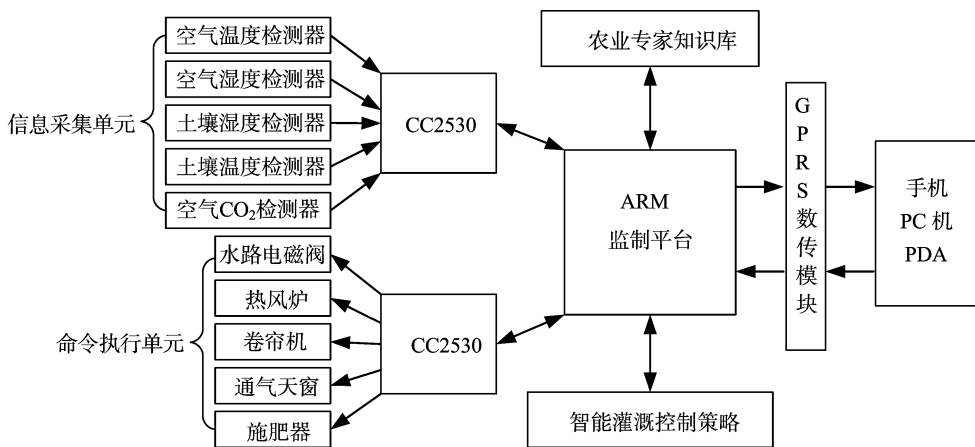 信息采集单元
空气温度检测器
空气湿度检测器
土壤湿度检测器
土壤温度检测器
空气CO₂检测器
CC2530
命令执行单元
水路电磁阀
热风炉
卷帘机
通气天窗
施肥器
CC2530
农业专家知识库
ARM
监制平台
智能灌溉控制策略
GPRS数传模块
手机
PC机
PDA